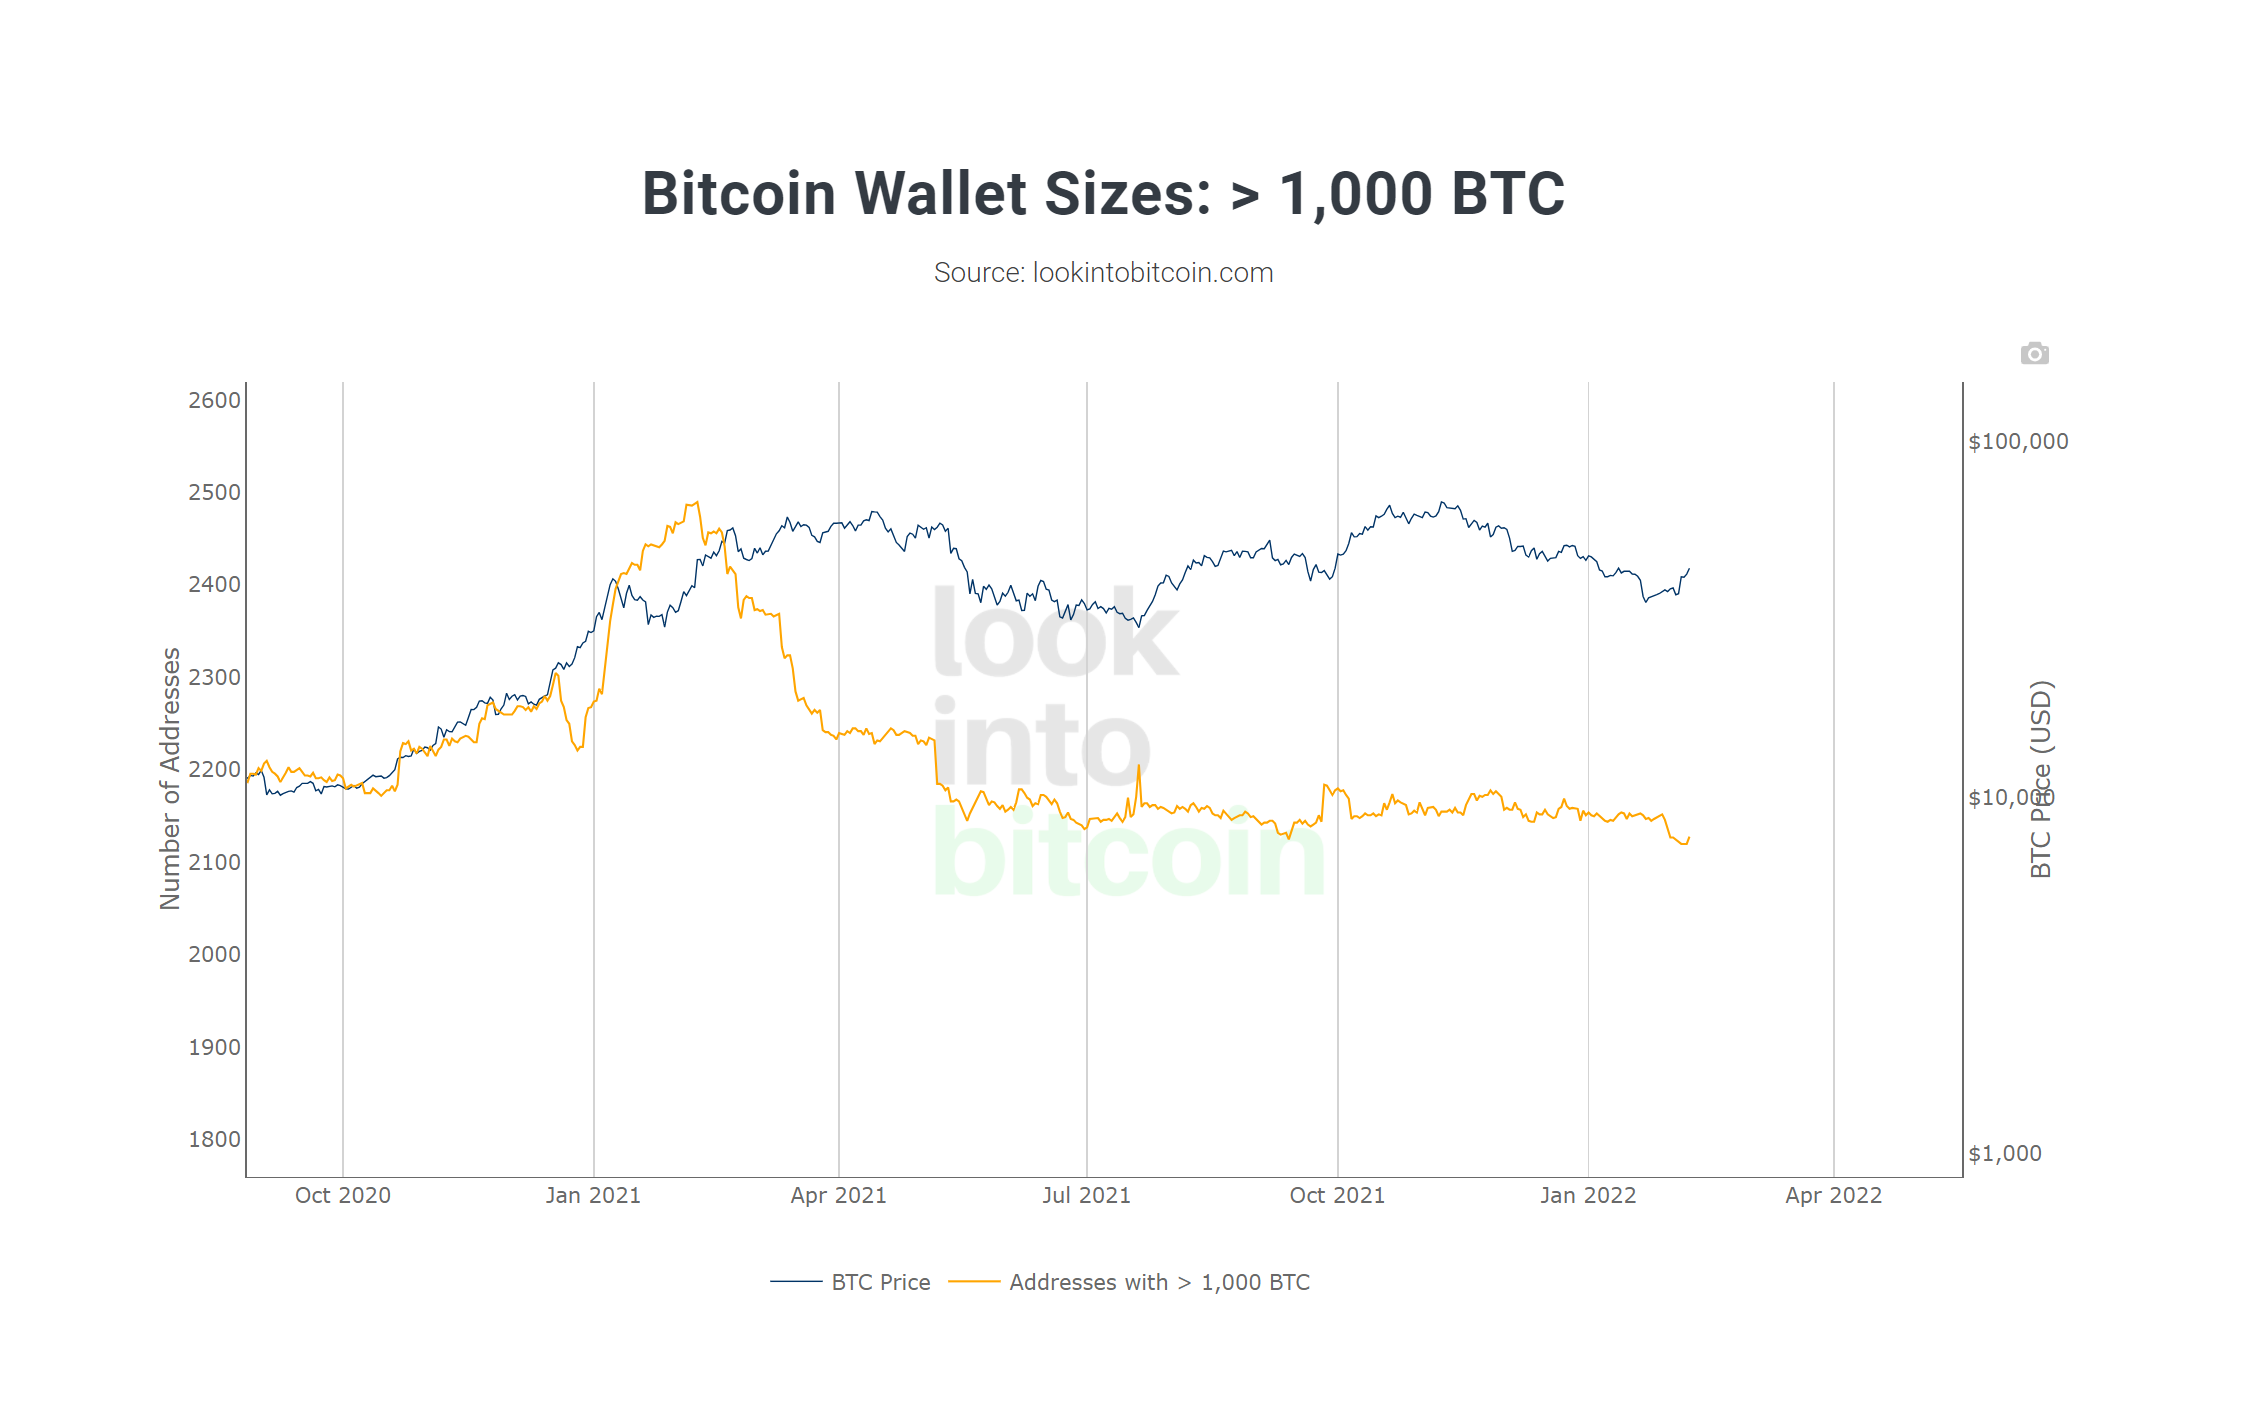 Bitcoin Wallet Sizes: > 1,000 BTC
Source: lookintobitcoin.com
2600
2500
2400
2300
2200
2100
2000
1900
1800
Number of Addresses
look
into
bitcoin
$100,000
$10,000
$1,000
BTC Price (USD)
Oct 2020
Jan 2021
Apr 2021
Jul 2021
Oct 2021
Jan 2022
Apr 2022
BTC Price
Addresses with > 1,000 BTC